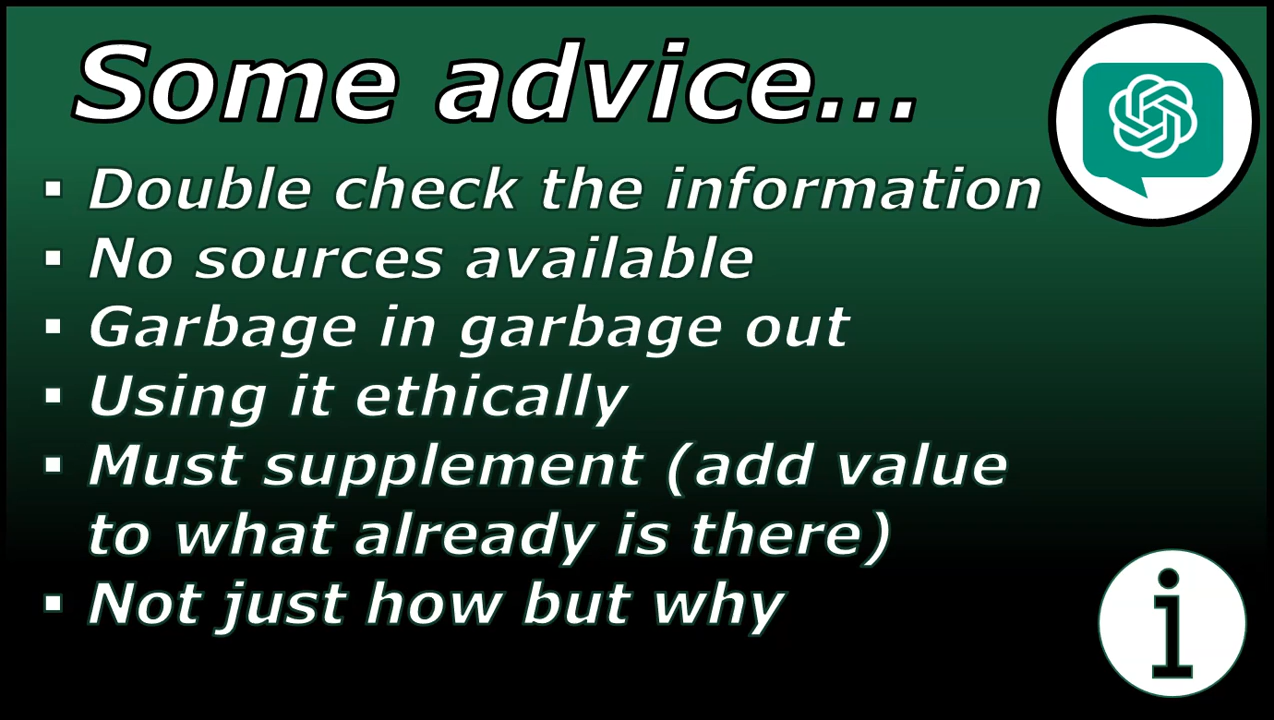 Some advice...
▪ Double check the information
▪ No sources available
▪ Garbage in garbage out
▪ Using it ethically
▪ Must supplement (add value
to what already is there)
▪ Not just how but why
i